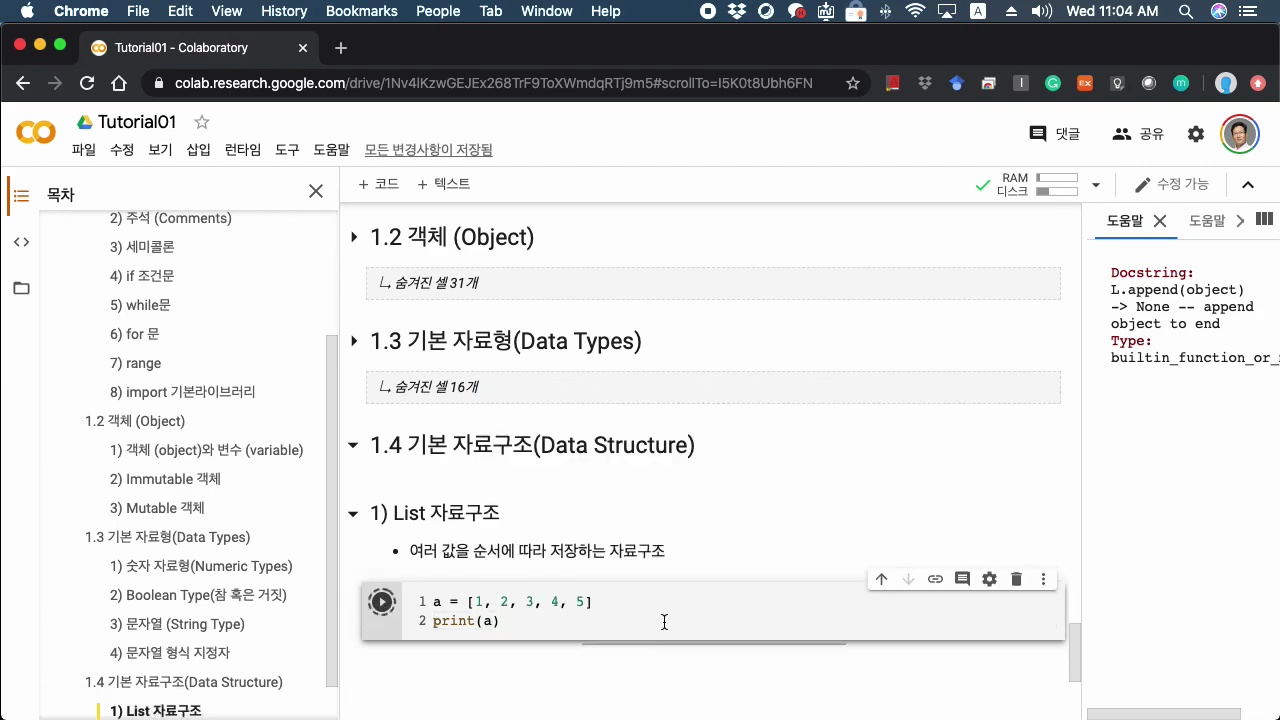 Chrome File Edit View History Bookmarks People Tab Window Help A Wed 11:04 AM
Tutorial01 - Colaboratory
colab.research.google.com/drive/1Nv4lKzwGEJEx268TrF9ToXWmdqRTj9m5#scrollTo=I5K0t8Ubh6FN
Tutorial01
댓글 공유
파일 수정 보기 삽입 런타임 도구 도움말 모든 변경사항이 저장됨
목차
+ 코드 + 텍스트
RAM
디스크
수정 가능
2) 주석 (Comments)
3) 세미콜론
4) if 조건문
5) while문
6) for 문
7) range
8) import 기본라이브러리
1.2 객체 (Object)
1) 객체 (object)와 변수 (variable)
2) Immutable 객체
3) Mutable 객체
1.3 기본 자료형(Data Types)
1) 숫자 자료형(Numeric Types)
2) Boolean Type(참 혹은 거짓)
3) 문자열 (String Type)
4) 문자열 형식 지정자
1.4 기본 자료구조(Data Structure)
1) List 자료구조
1.2 객체 (Object)
숨겨진 셀 31개
1.3 기본 자료형(Data Types)
숨겨진 셀 16개
1.4 기본 자료구조(Data Structure)
1) List 자료구조
• 여러 값을 순서에 따라 저장하는 자료구조
1 a = [1, 2, 3, 4, 5]
2 print(a)
도움말 도움말
Docstring:
L.append(object)
-> None -- append
object to end
Type:
builtin_function_or_